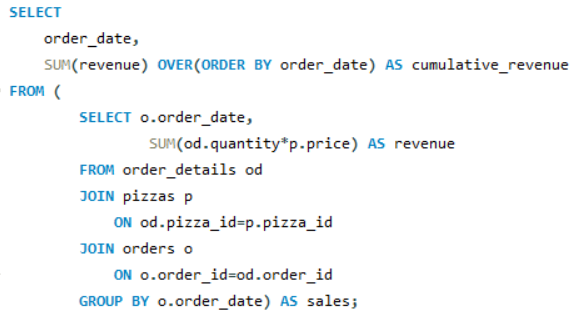 SELECT
order_date,
SUM(revenue) OVER(ORDER BY order_date) AS cumulative_revenue
FROM (
SELECT o.order_date,
SUM(od.quantity*p.price) AS revenue
FROM order_details od
JOIN pizzas p
ON od.pizza_id=p.pizza_id
JOIN orders o
ON o.order_id=od.order_id
GROUP BY o.order_date) AS sales;